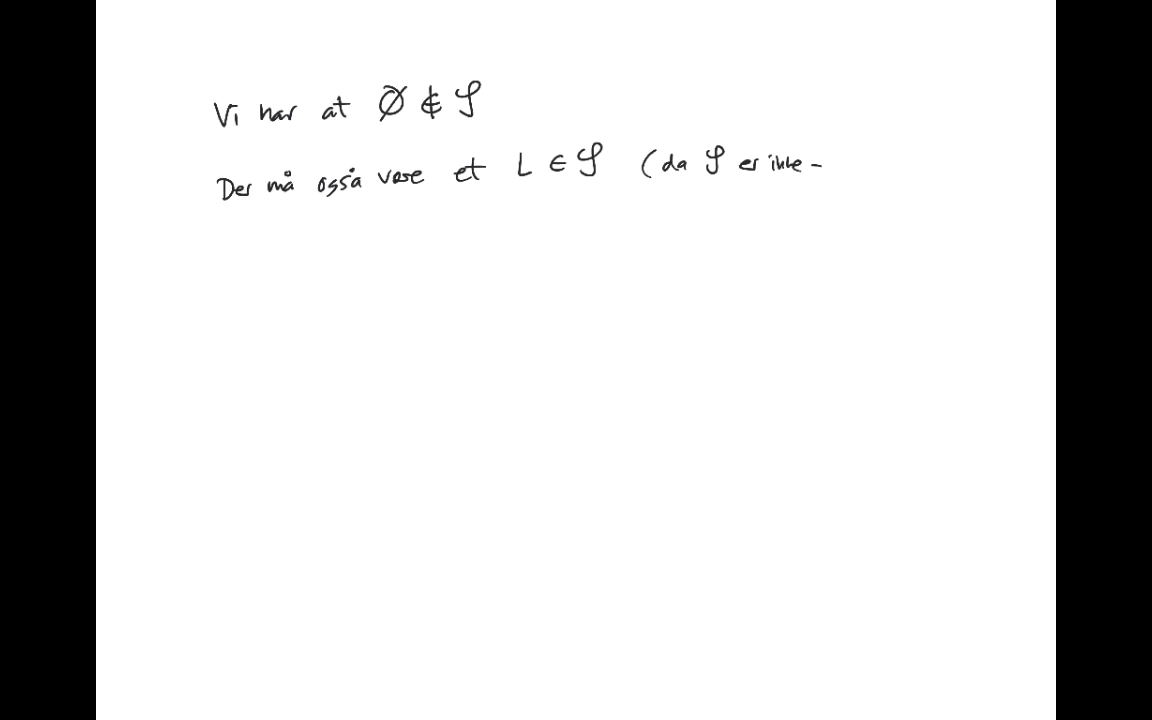 Vi har at Ø ∉ 𝒮
Der må også være et L ∈ 𝒮 (da 𝒮 er ikke-